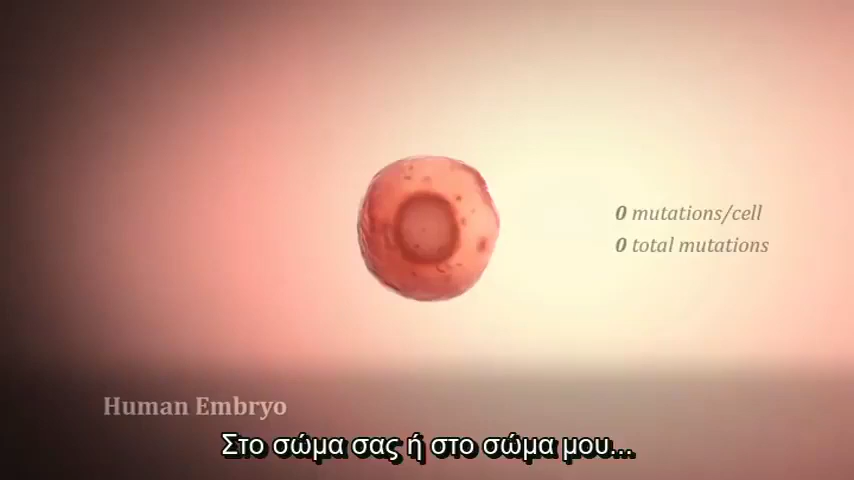 0 mutations/cell
0 total mutations
Human Embryo
Στο σώμα σας ή στο σώμα μου...